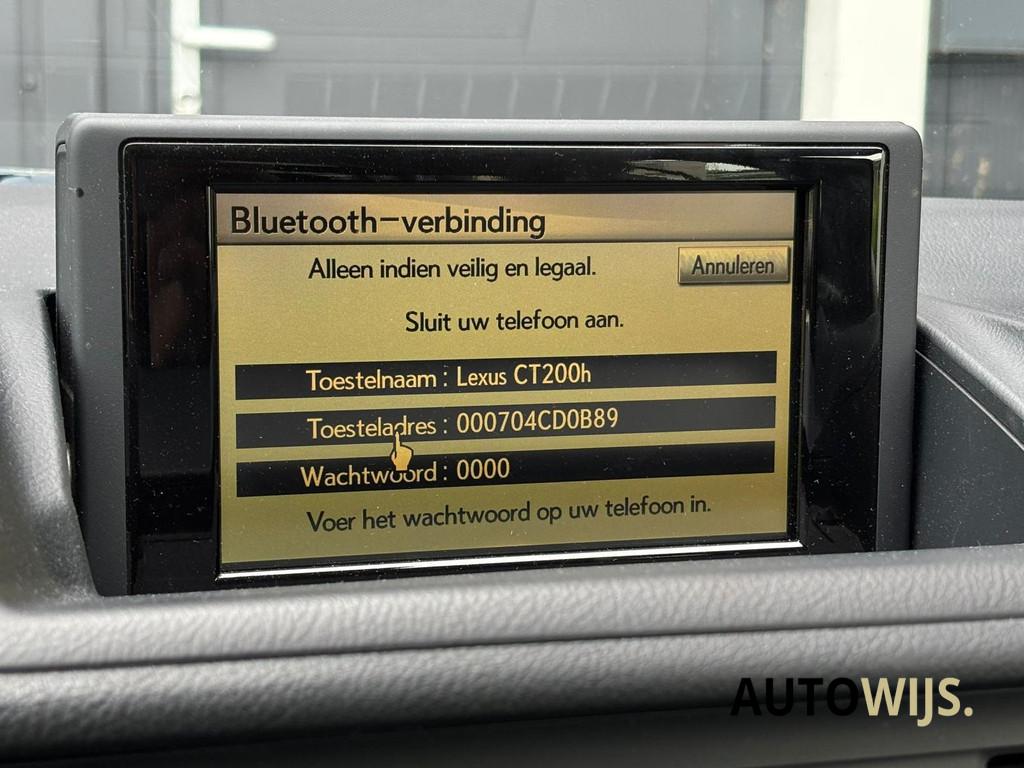 Bluetooth-verbinding
Alleen indien veilig en legaal.
Annuleren
Sluit uw telefoon aan.
Toestelnaam : Lexus CT200h
Toesteladres : 000704CD0B89
Wachtwoord : 0000
Voer het wachtwoord op uw telefoon in.
AUTOWIJS.